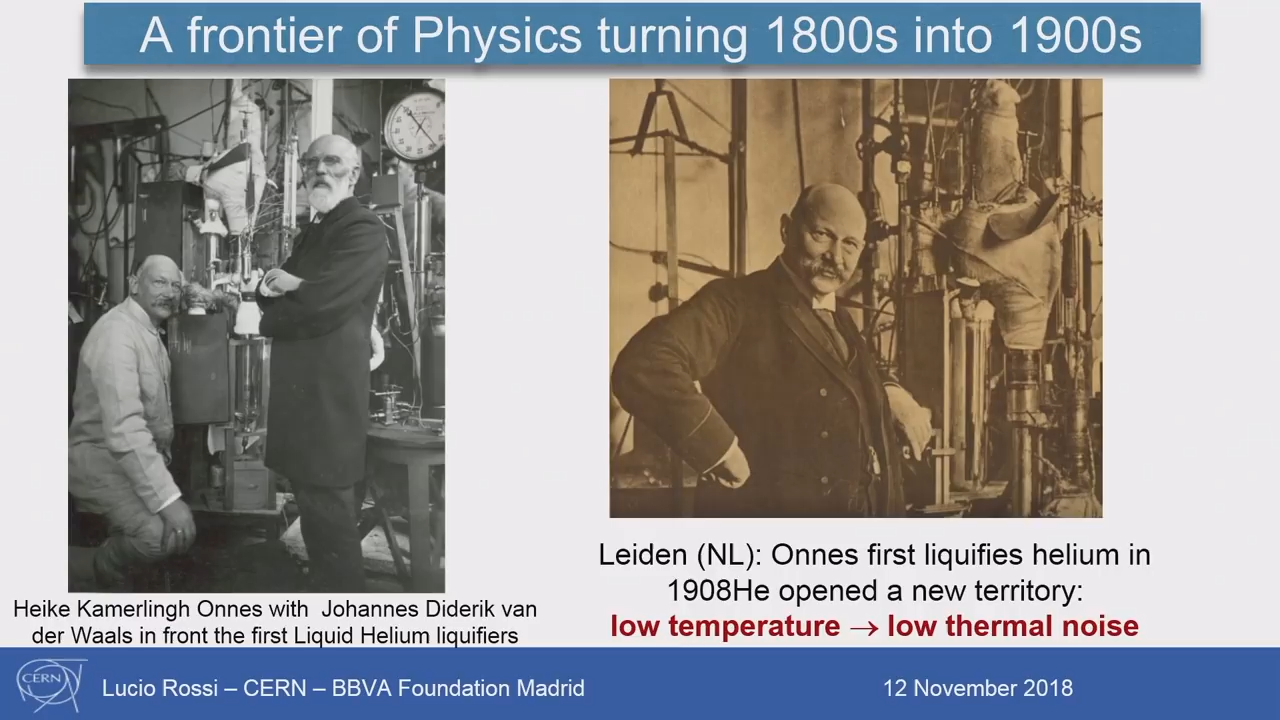 A frontier of Physics turning 1800s into 1900s
Heike Kamerlingh Onnes with Johannes Diderik van
der Waals in front the first Liquid Helium liquifiers
Leiden (NL): Onnes first liquifies helium in
1908He opened a new territory:
low temperature → low thermal noise
CERN
Lucio Rossi – CERN – BBVA Foundation Madrid
12 November 2018